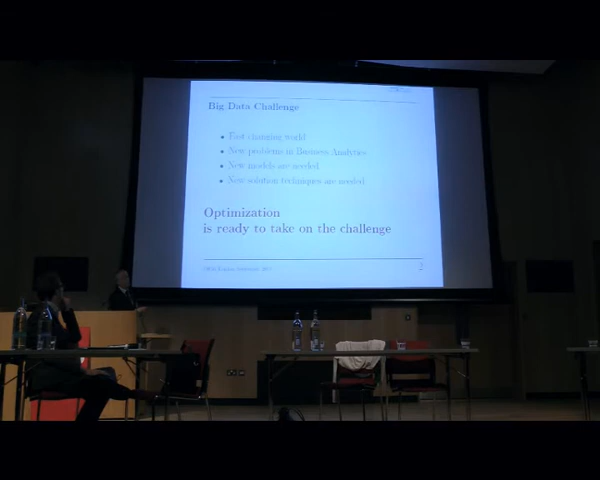 Big Data Challenge
• Fast changing world
• New problems in Business Analytics
• New models are needed
• New solution techniques are needed
Optimization
is ready to take on the challenge